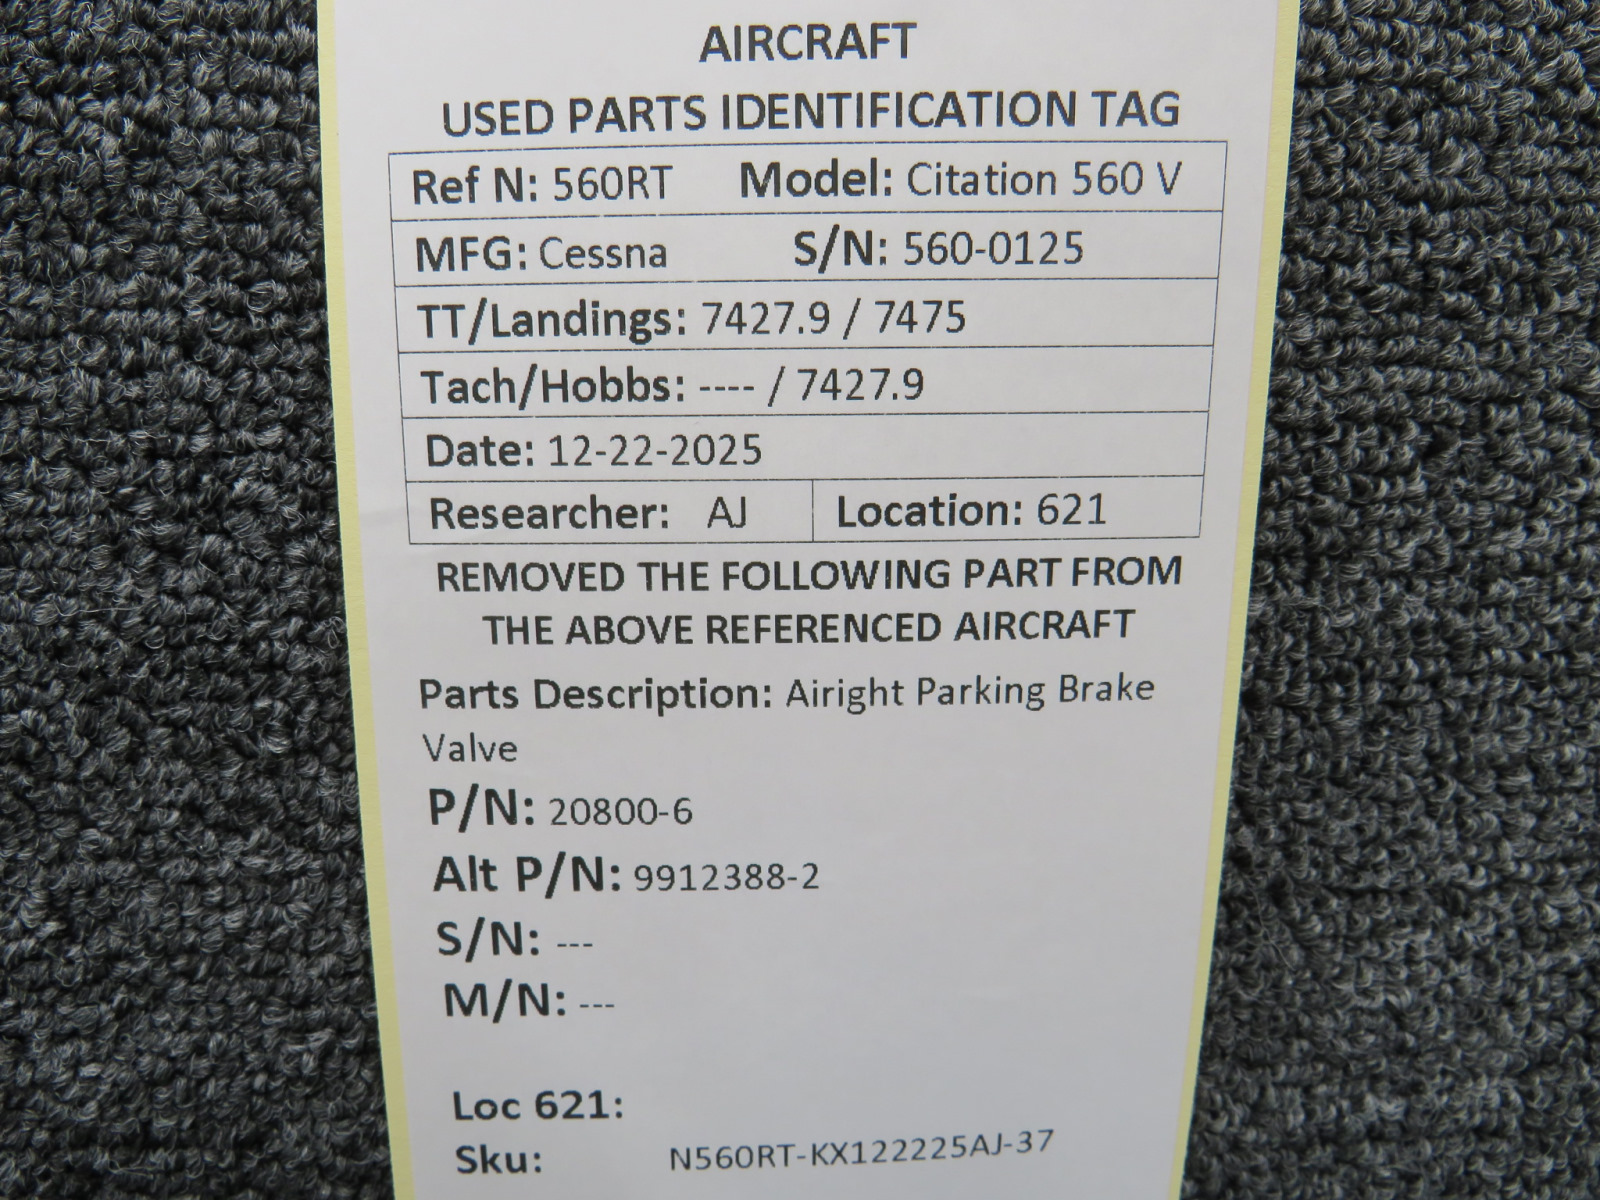 AIRCRAFT
USED PARTS IDENTIFICATION TAG
Ref N: 560RT Model: Citation 560 V
MFG: Cessna S/N: 560-0125
TT/Landings: 7427.9 / 7475
Tach/Hobbs: ---- / 7427.9
Date: 12-22-2025
Researcher: AJ Location: 621
REMOVED THE FOLLOWING PART FROM
THE ABOVE REFERENCED AIRCRAFT
Parts Description: Airight Parking Brake
Valve
P/N: 20800-6
Alt P/N: 9912388-2
S/N: ---
M/N: ---
Loc 621:
Sku: N560RT-KX122225AJ-37